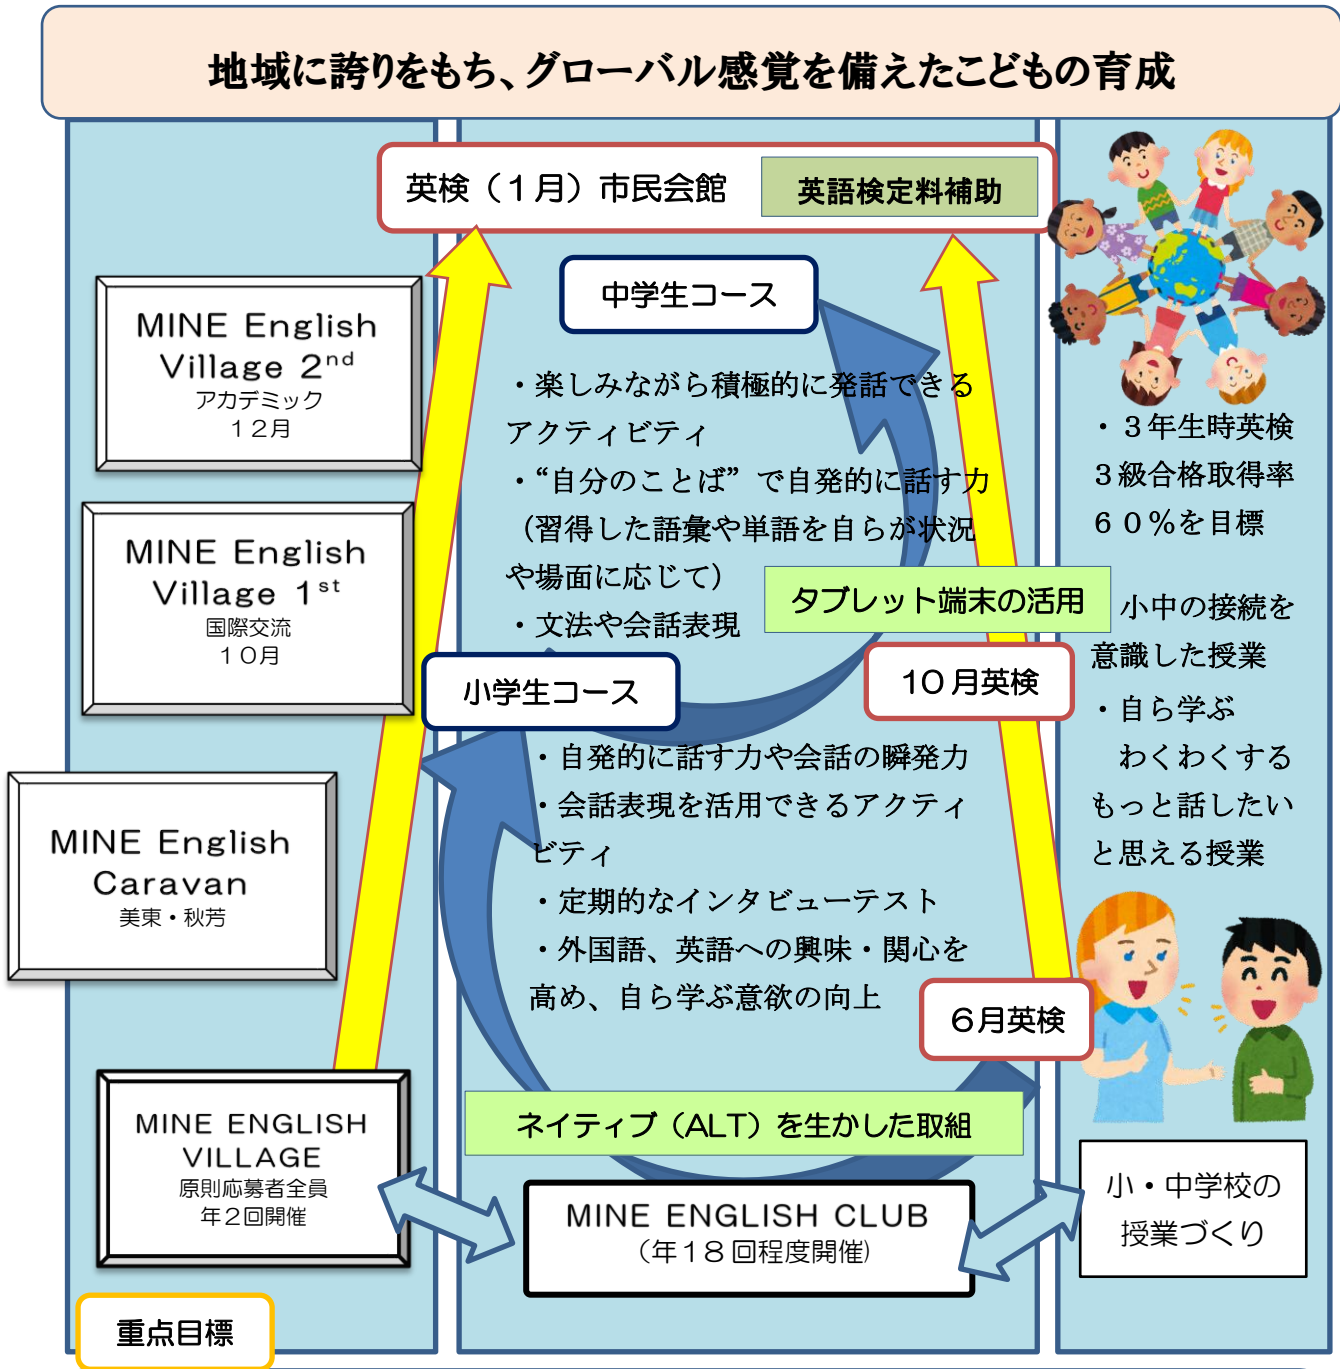 地域に誇りをもち、グローバル感覚を備えたこどもの育成
英検（１月）市民会館
英語検定料補助
MINE English
Village 2nd
アカデミック
１２月
MINE English
Village 1st
国際交流
１０月
MINE English
Caravan
美東・秋芳
MINE ENGLISH
VILLAGE
原則応募者全員
年２回開催
重点目標
中学生コース
・楽しみながら積極的に発話できる
アクティビティ
・“自分のことば”で自発的に話す力
（習得した語彙や単語を自らが状況
や場面に応じて）
・文法や会話表現
タブレット端末の活用
小学生コース
10月英検
・自発的に話す力や会話の瞬発力
・会話表現を活用できるアクティ
ビティ
・定期的なインタビューテスト
・外国語、英語への興味・関心を
高め、自ら学ぶ意欲の向上
６月英検
ネイティブ（ALT）を生かした取組
MINE ENGLISH CLUB
（年１８回程度開催）
・３年生時英検
３級合格取得率
６０％を目標
小中の接続を
意識した授業
・自ら学ぶ
わくわくする
もっと話したい
と思える授業
小・中学校の
授業づくり